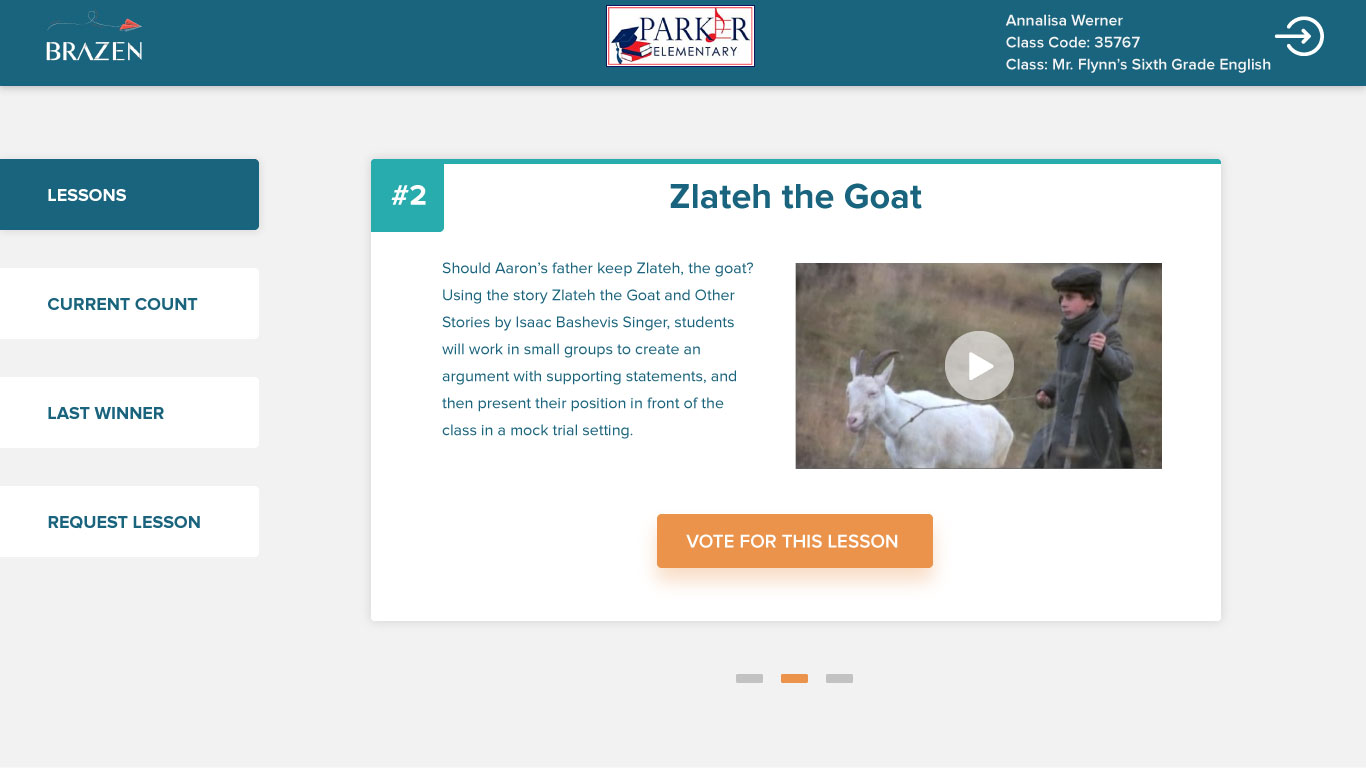 BRAZEN
PARKER
ELEMENTARY
Annalisa Werner
Class Code: 35767
Class: Mr. Flynn’s Sixth Grade English
LESSONS
CURRENT COUNT
LAST WINNER
REQUEST LESSON
#2
Zlateh the Goat
Should Aaron’s father keep Zlateh, the goat?
Using the story Zlateh the Goat and Other
Stories by Isaac Bashevis Singer, students
will work in small groups to create an
argument with supporting statements, and
then present their position in front of the
class in a mock trial setting.
VOTE FOR THIS LESSON